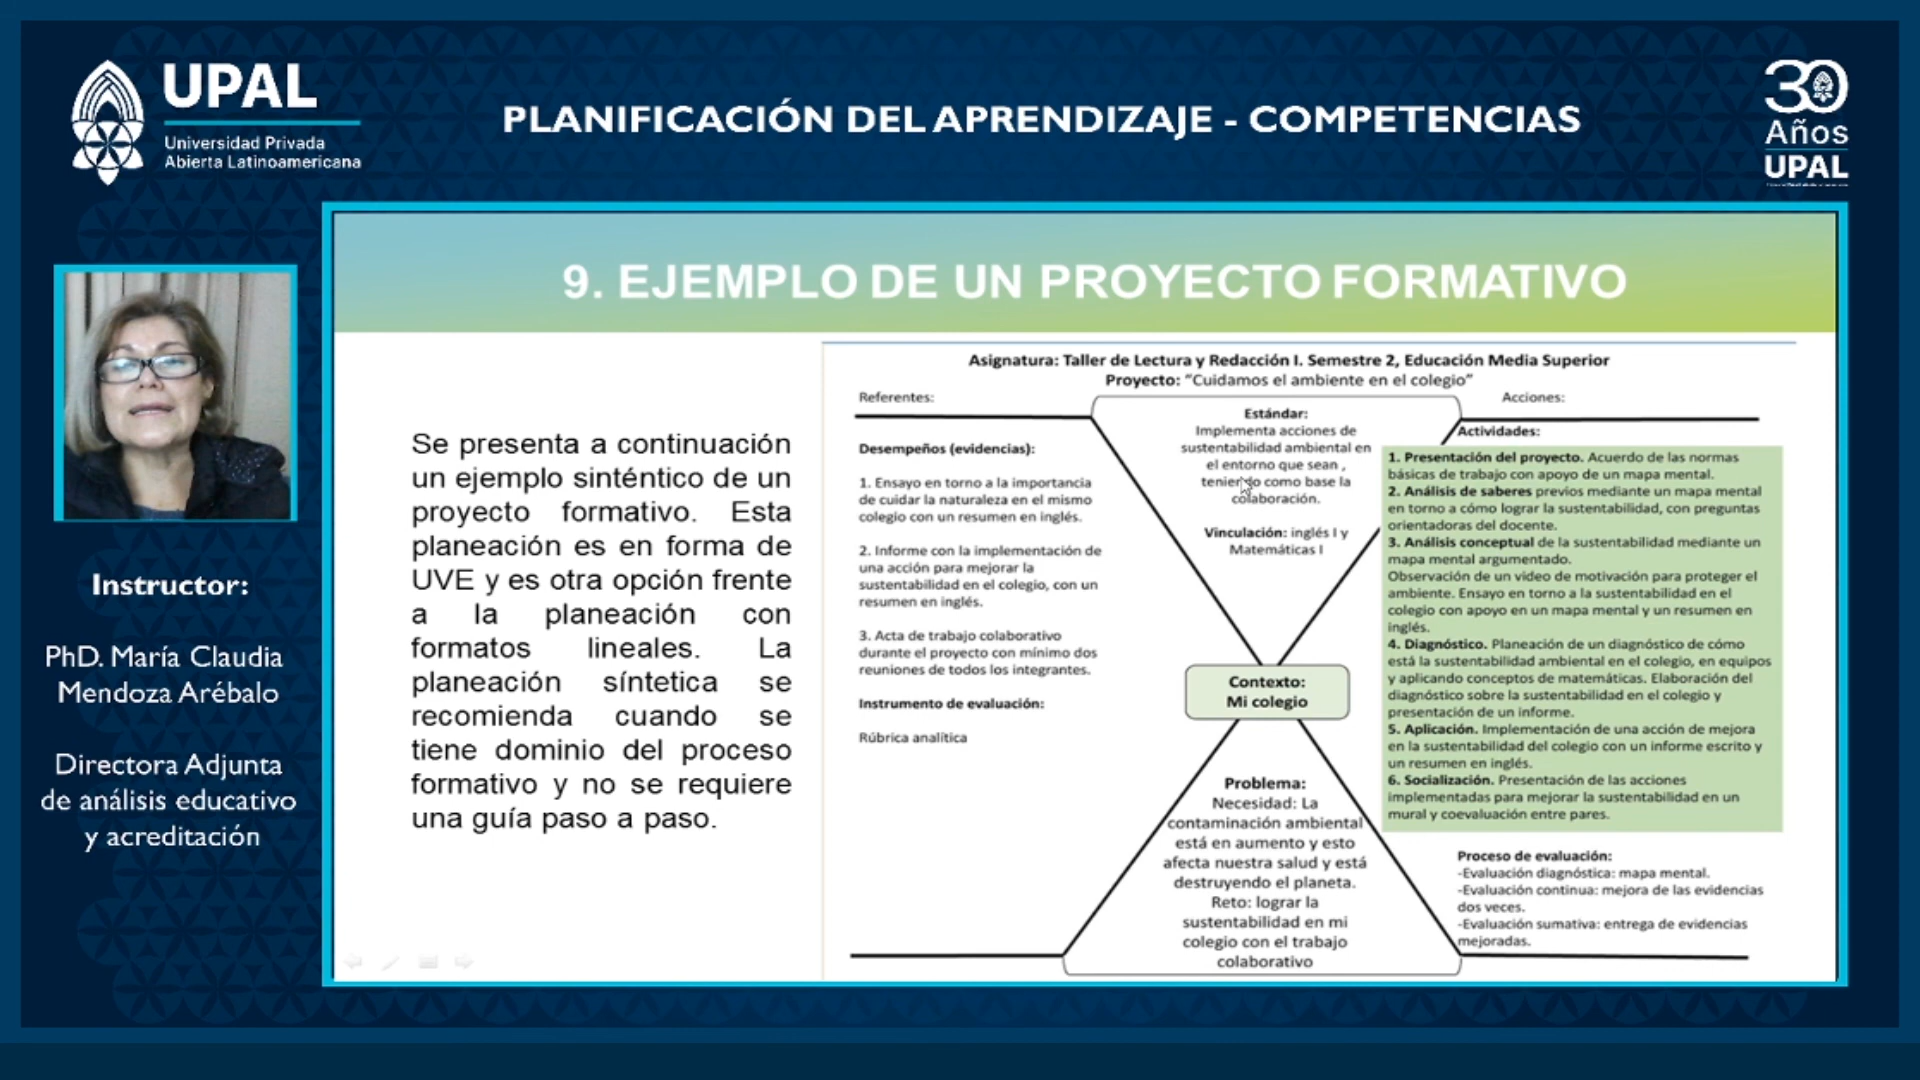 UPAL
Universidad Privada
Abierta Latinoamericana
PLANIFICACIÓN DEL APRENDIZAJE - COMPETENCIAS
30
Años
UPAL
Instructor:
PhD. María Claudia
Mendoza Arébalo
Directora Adjunta
de análisis educativo
y acreditación
9. EJEMPLO DE UN PROYECTO FORMATIVO
Se presenta a continuación
un ejemplo sinténtico de un
proyecto formativo. Esta
planeación es en forma de
UVE y es otra opción frente
a la planeación con
formatos lineales. La
planeación síntetica se
recomienda cuando se
tiene dominio del proceso
formativo y no se requiere
una guía paso a paso.
Asignatura: Taller de Lectura y Redacción I. Semestre 2, Educación Media Superior
Proyecto: “Cuidamos el ambiente en el colegio”
Referentes:
Desempeños (evidencias):
1. Ensayo en torno a la importancia
de cuidar la naturaleza en el mismo
colegio con un resumen en inglés.
2. Informe con la implementación de
una acción para mejorar la
sustentabilidad en el colegio, con un
resumen en inglés.
3. Acta de trabajo colaborativo
durante el proyecto con mínimo dos
reuniones de todos los integrantes.
Instrumento de evaluación:
Rúbrica analítica
Estándar:
Implementa acciones de
sustentabilidad ambiental en
el entorno que sean ,
teniendo como base la
colaboración.
Vinculación: inglés I y
Matemáticas I
Contexto:
Mi colegio
Problema:
Necesidad: La
contaminación ambiental
está en aumento y esto
afecta nuestra salud y está
destruyendo el planeta.
Reto: lograr la
sustentabilidad en mi
colegio con el trabajo
colaborativo
Acciones:
Actividades:
1. Presentación del proyecto. Acuerdo de las normas
básicas de trabajo con apoyo de un mapa mental.
2. Análisis de saberes previos mediante un mapa mental
en torno a cómo lograr la sustentabilidad, con preguntas
orientadoras del docente.
3. Análisis conceptual de la sustentabilidad mediante un
mapa mental argumentado.
Observación de un video de motivación para proteger el
ambiente. Ensayo en torno a la sustentabilidad en el
colegio con apoyo en un mapa mental y un resumen en
inglés.
4. Diagnóstico. Planeación de un diagnóstico de cómo
está la sustentabilidad ambiental en el colegio, en equipos
y aplicando conceptos de matemáticas. Elaboración del
diagnóstico sobre la sustentabilidad en el colegio y
presentación de un informe.
5. Aplicación. Implementación de una acción de mejora
en la sustentabilidad del colegio con un informe escrito y
un resumen en inglés.
6. Socialización. Presentación de las acciones
implementadas para mejorar la sustentabilidad en un
mural y coevaluación entre pares.
Proceso de evaluación:
-Evaluación diagnóstica: mapa mental.
-Evaluación continua: mejora de las evidencias
dos veces.
-Evaluación sumativa: entrega de evidencias
mejoradas.